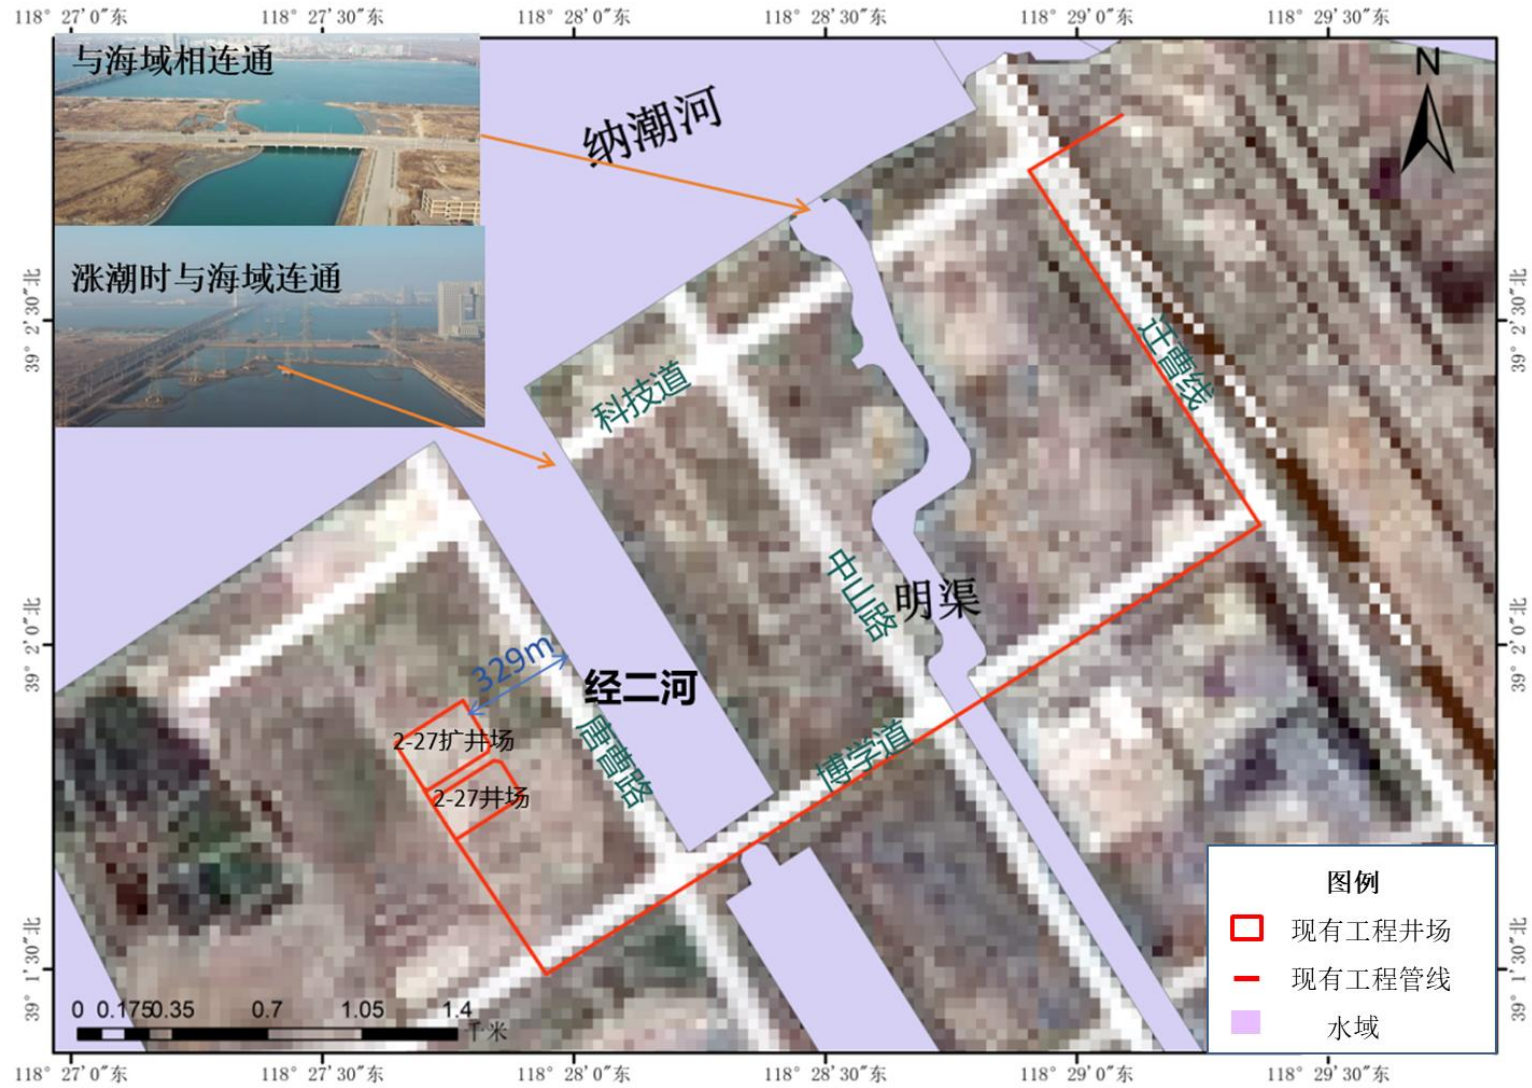 118° 27′0″东
118° 27′30″东
118° 28′0″东
118° 28′30″东
118° 29′0″东
118° 29′30″东
与海域相连通
涨潮时与海域连通
纳潮河
N
39° 2′30″北
39° 2′30″北
迁曹线
科技道
中山路
明渠
39° 2′0″北
39° 2′0″北
329m
经二河
2-27扩井场
唐曹路
博学道
2-27井场
39° 1′30″北
39° 1′30″北
图例
现有工程井场
现有工程管线
水域
0 0.175 0.35 0.7 1.05 1.4
千米
118° 27′0″东
118° 27′30″东
118° 28′0″东
118° 28′30″东
118° 29′0″东
118° 29′30″东